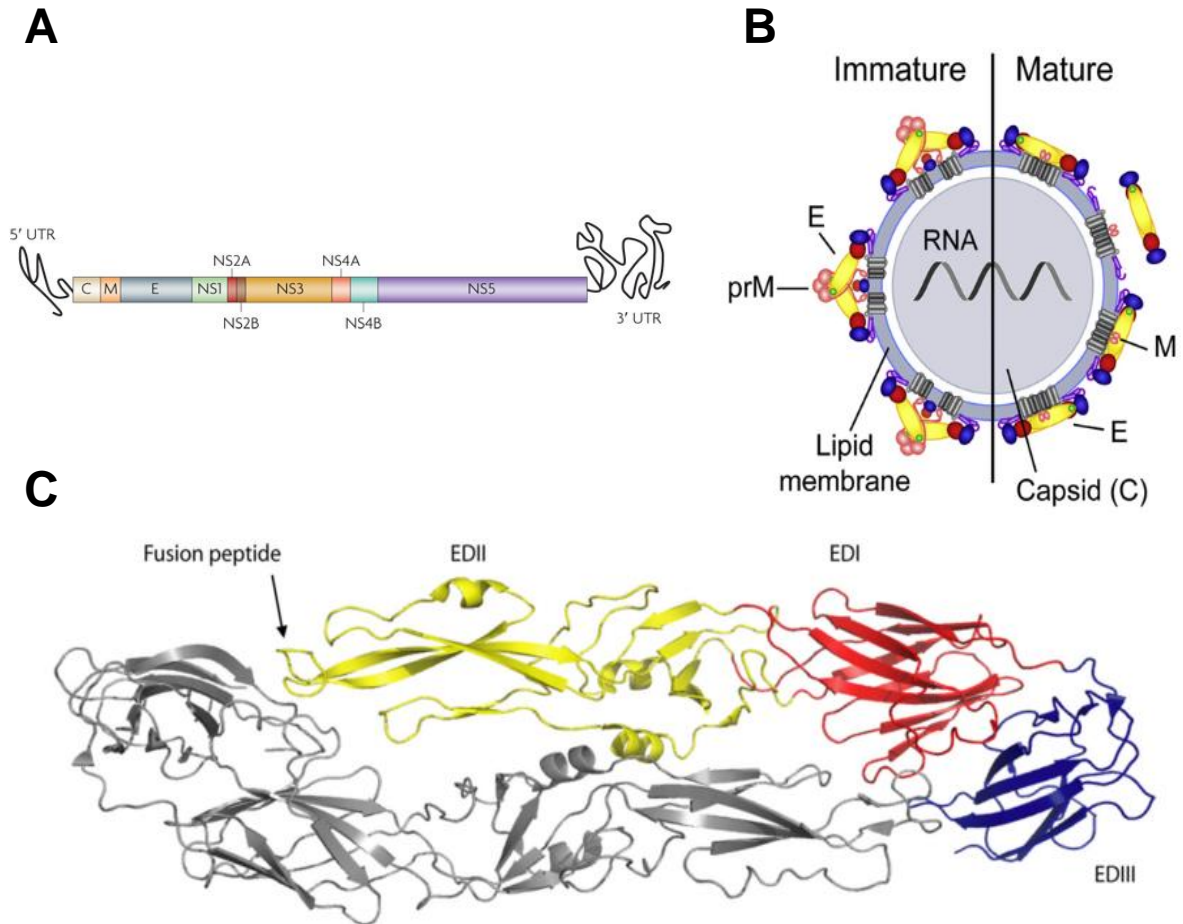 A
5′ UTR
NS2A
NS4A
C M E NS1 NS3 NS5
NS2B
NS4B
3′ UTR
B
Immature Mature
E
RNA
prM
M
E
Lipid
membrane
Capsid (C)
C
Fusion peptide
EDII
EDI
EDIII